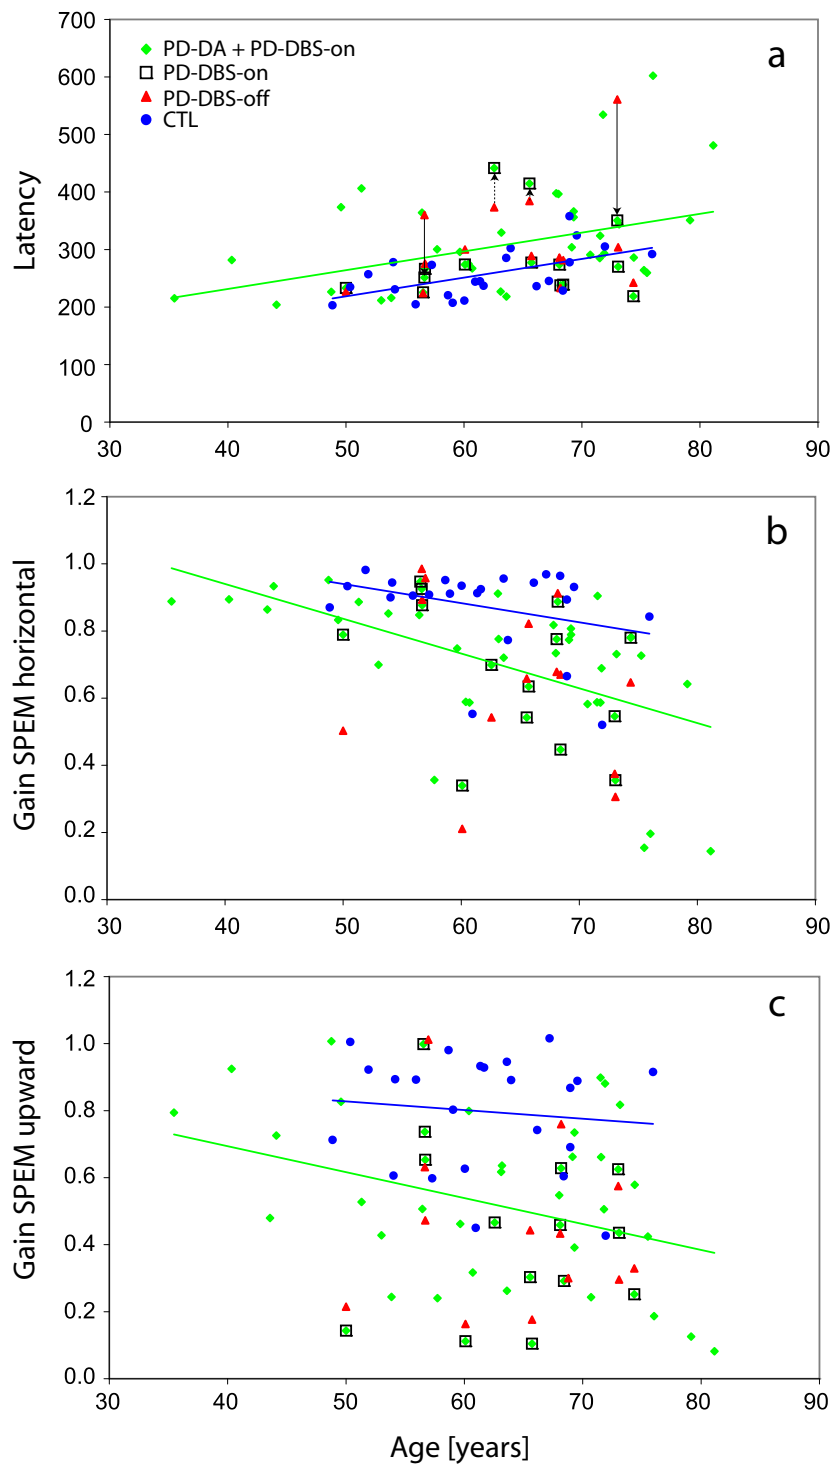 700
a
PD-DA + PD-DBS-on
600
PD-DBS-on
PD-DBS-off
500
CTL
400
Latency
300
200
100
0
30 40 50 60 70 80 90
1.2
b
1.0
0.8
Gain SPEM horizontal
0.6
0.4
0.2
0.0
30 40 50 60 70 80 90
1.2
c
1.0
0.8
Gain SPEM upward
0.6
0.4
0.2
0.0
30 40 50 60 70 80 90
Age [years]